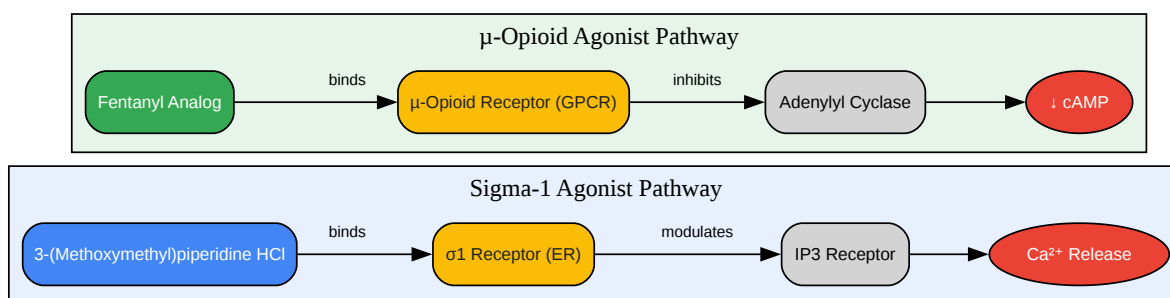 µ-Opioid Agonist Pathway
binds
inhibits
Fentanyl Analog
µ-Opioid Receptor (GPCR)
Adenylyl Cyclase
↓ cAMP
Sigma-1 Agonist Pathway
binds
modulates
3-(Methoxymethyl)piperidine HCl
σ1 Receptor (ER)
IP3 Receptor
Ca²⁺ Release